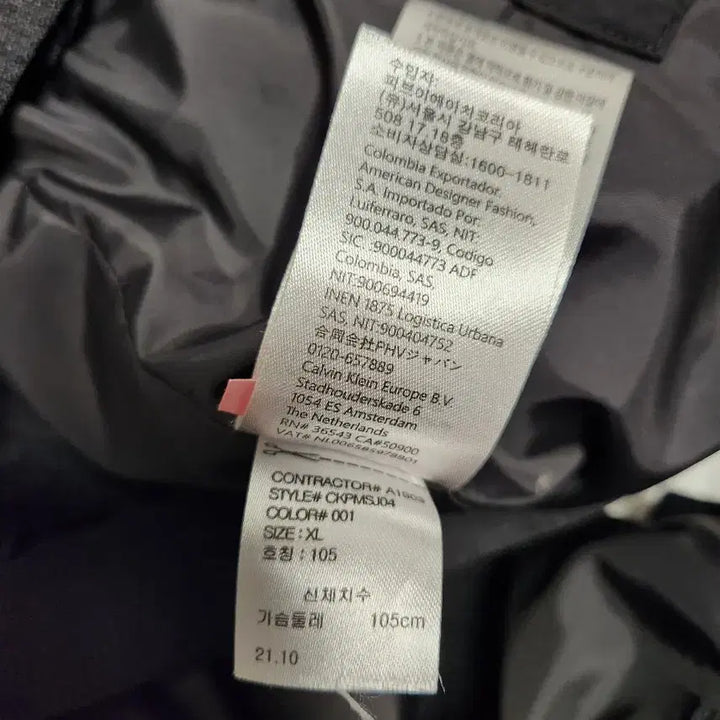 수입자:
피브이에이치코리아
(유)서울시 강남구 테헤란로
508 17,18층
소비자상담실:1600-1811
Colombia Exportador
American Designer Fashion,
S.A. Importado Por:
Luiferraro, SAS, NIT:
900.044.773-9, Codigo
SIC :900044773 ADF
Colombia, SAS,
NIT:900694419
INEN 1875 Logistica Urbana
SAS, NIT:900404752
合同会社PHVジャパン
0120-657889
Calvin Klein Europe B.V.
Stadhouderskade 6
1054 ES Amsterdam
The Netherlands
RN# 36543 CA#50900
VAT# NL006585978B01
CONTRACTOR# A1903
STYLE# CKPMSJ04
COLOR# 001
SIZE : XL
호칭 : 105
신체치수
가슴둘레 105cm
21.10